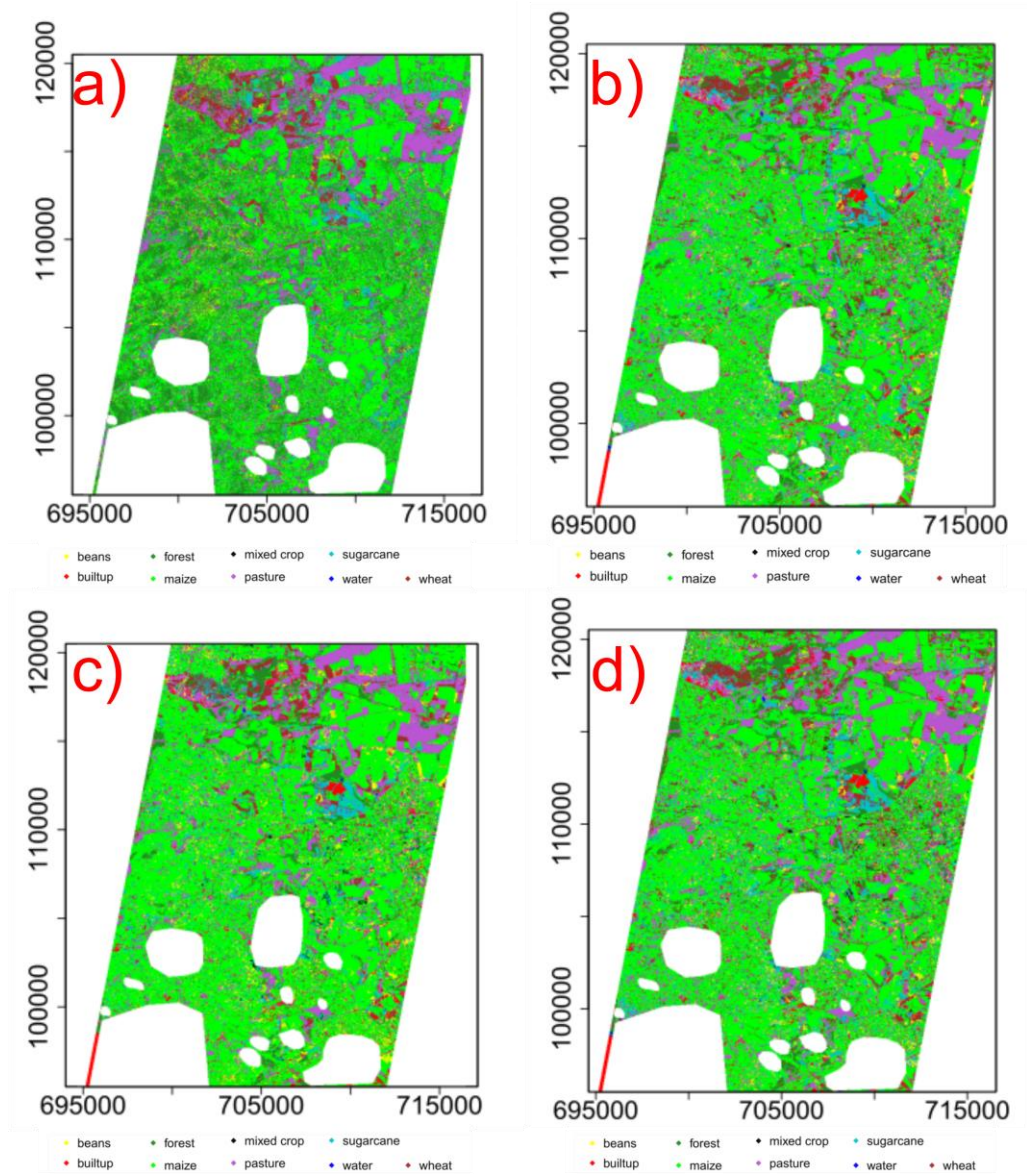 a)
120000
110000
100000
695000 705000 715000
beans forest mixed crop sugarcane
builtup maize pasture water wheat
b)
120000
110000
100000
695000 705000 715000
beans forest mixed crop sugarcane
builtup maize pasture water wheat
c)
120000
110000
100000
695000 705000 715000
beans forest mixed crop sugarcane
builtup maize pasture water wheat
d)
120000
110000
100000
695000 705000 715000
beans forest mixed crop sugarcane
builtup maize pasture water wheat